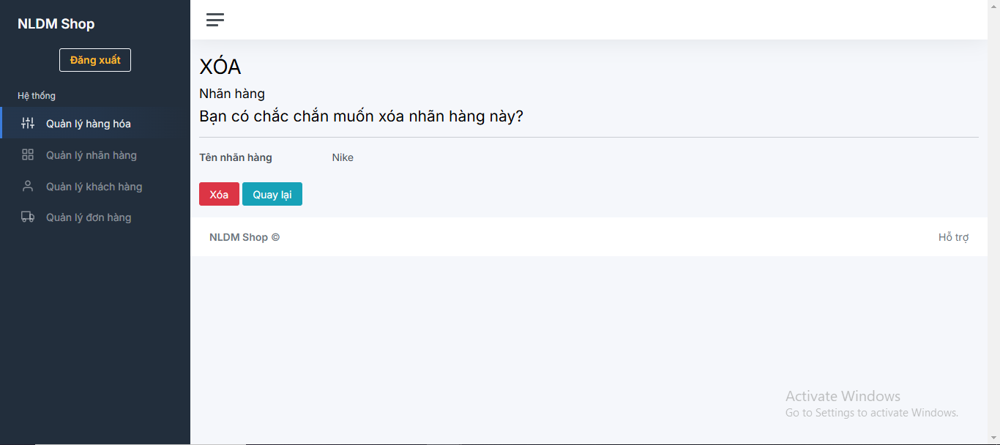 NLDM Shop
Đăng xuất
Hệ thống
Quản lý hàng hóa
Quản lý nhãn hàng
Quản lý khách hàng
Quản lý đơn hàng
XÓA
Nhãn hàng
Bạn có chắc chắn muốn xóa nhãn hàng này?
Tên nhãn hàng Nike
Xóa Quay lại
NLDM Shop © Hỗ trợ
Activate Windows
Go to Settings to activate Windows.